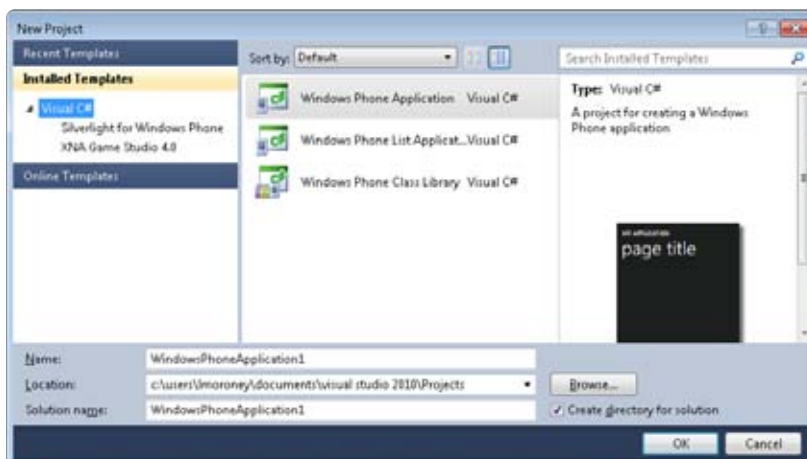 New Project
Recent Templates
Installed Templates
Visual C#
Silverlight for Windows Phone
XNA Game Studio 4.0
Online Templates
Sort by: Default
Windows Phone Application Visual C#
Windows Phone List Applicat... Visual C#
Windows Phone Class Library Visual C#
Search Installed Templates
Type: Visual C#
A project for creating a Windows
Phone application
MY APPLICATION
page title
Name: WindowsPhoneApplication1
Location: c:\users\lmoroney\documents\visual studio 2010\Projects
Browse...
Solution name: WindowsPhoneApplication1
Create directory for solution
OK
Cancel